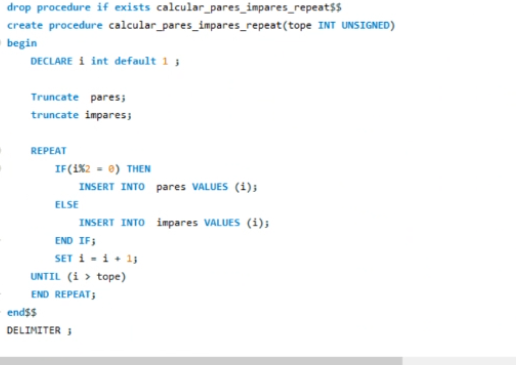 drop procedure if exists calcular_pares_impares_repeat$$
create procedure calcular_pares_impares_repeat(tope INT UNSIGNED)
begin
DECLARE i int default 1 ;
Truncate pares;
truncate impares;
REPEAT
IF(i%2 = 0) THEN
INSERT INTO pares VALUES (i);
ELSE
INSERT INTO impares VALUES (i);
END IF;
SET i = i + 1;
UNTIL (i > tope)
END REPEAT;
end$$
DELIMITER ;